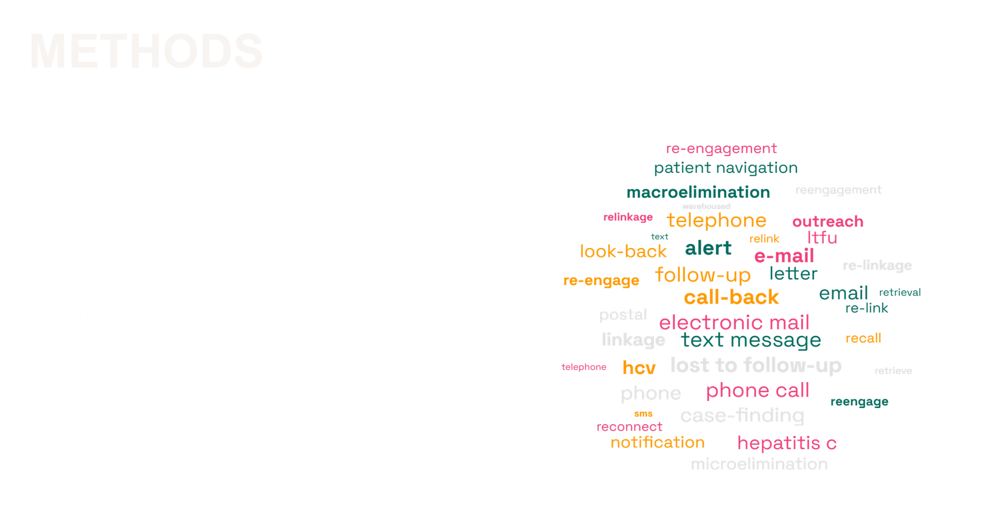 METHODS
re-engagement
patient navigation
macroelimination reengagement
warehoused
relinkage telephone outreach
text relink ltfu
look-back alert e-mail
re-linkage
re-engage follow-up letter
call-back email retrieval
re-link
postal electronic mail
linkage text message recall
telephone hcv lost to follow-up retrieve
phone phone call
reengage
sms case-finding
reconnect
notification hepatitis c
microelimination